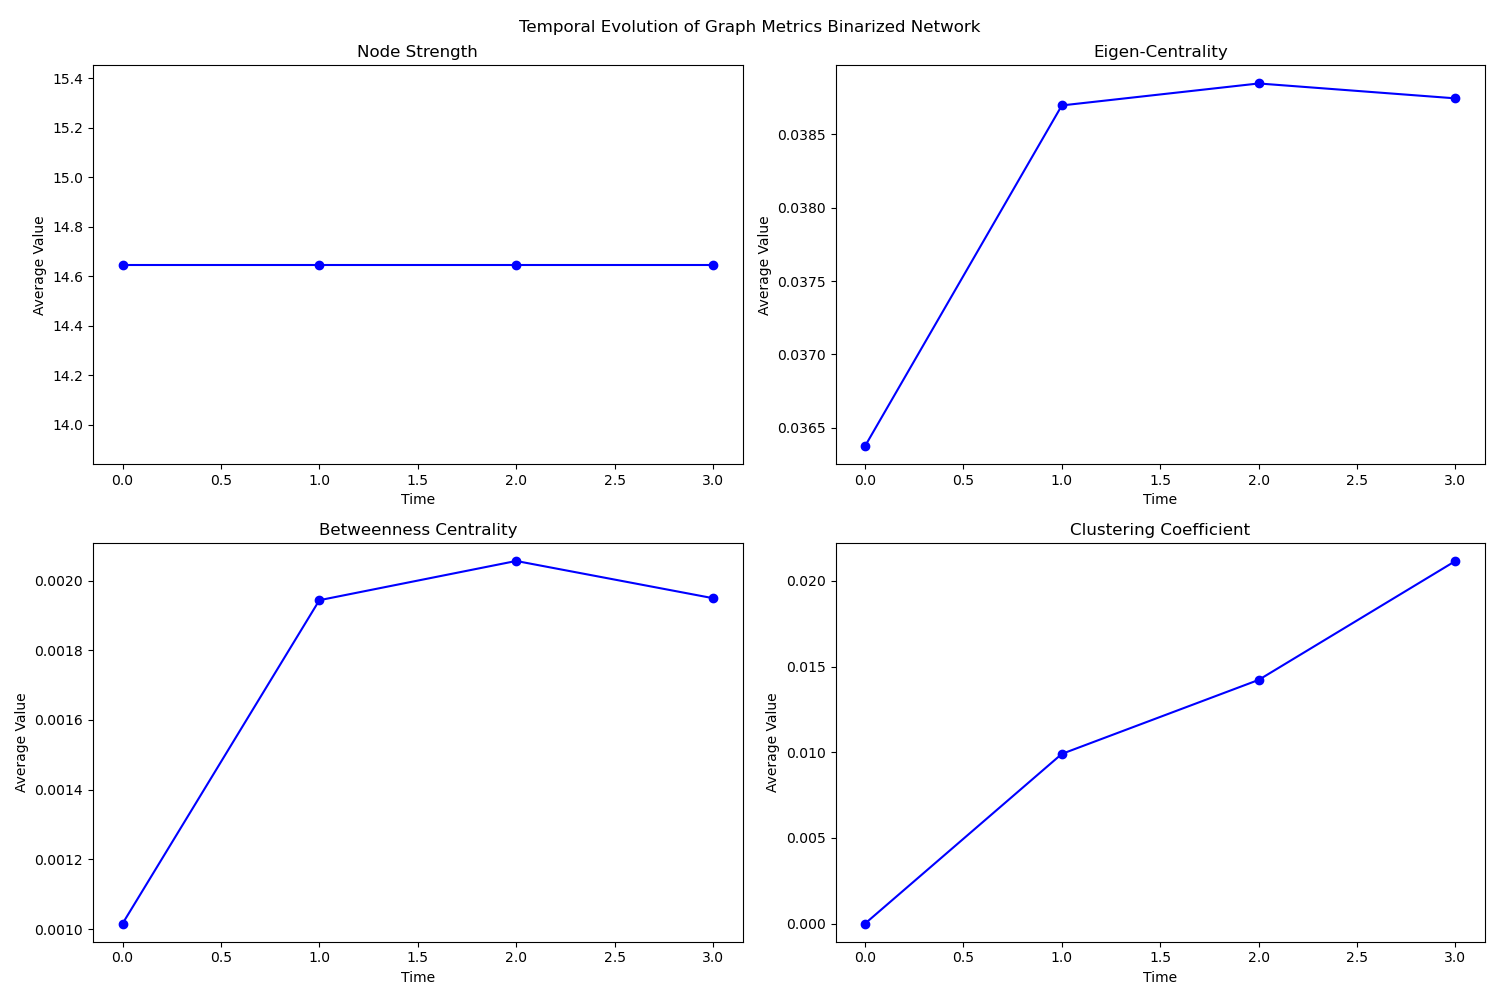 Temporal Evolution of Graph Metrics Binarized Network
Node Strength
Average Value
15.4
15.2
15.0
14.8
14.6
14.4
14.2
14.0
0.0 0.5 1.0 1.5 2.0 2.5 3.0
Time
Eigen-Centrality
Average Value
0.0385
0.0380
0.0375
0.0370
0.0365
0.0 0.5 1.0 1.5 2.0 2.5 3.0
Time
Betweenness Centrality
Average Value
0.0020
0.0018
0.0016
0.0014
0.0012
0.0010
0.0 0.5 1.0 1.5 2.0 2.5 3.0
Time
Clustering Coefficient
Average Value
0.020
0.015
0.010
0.005
0.000
0.0 0.5 1.0 1.5 2.0 2.5 3.0
Time